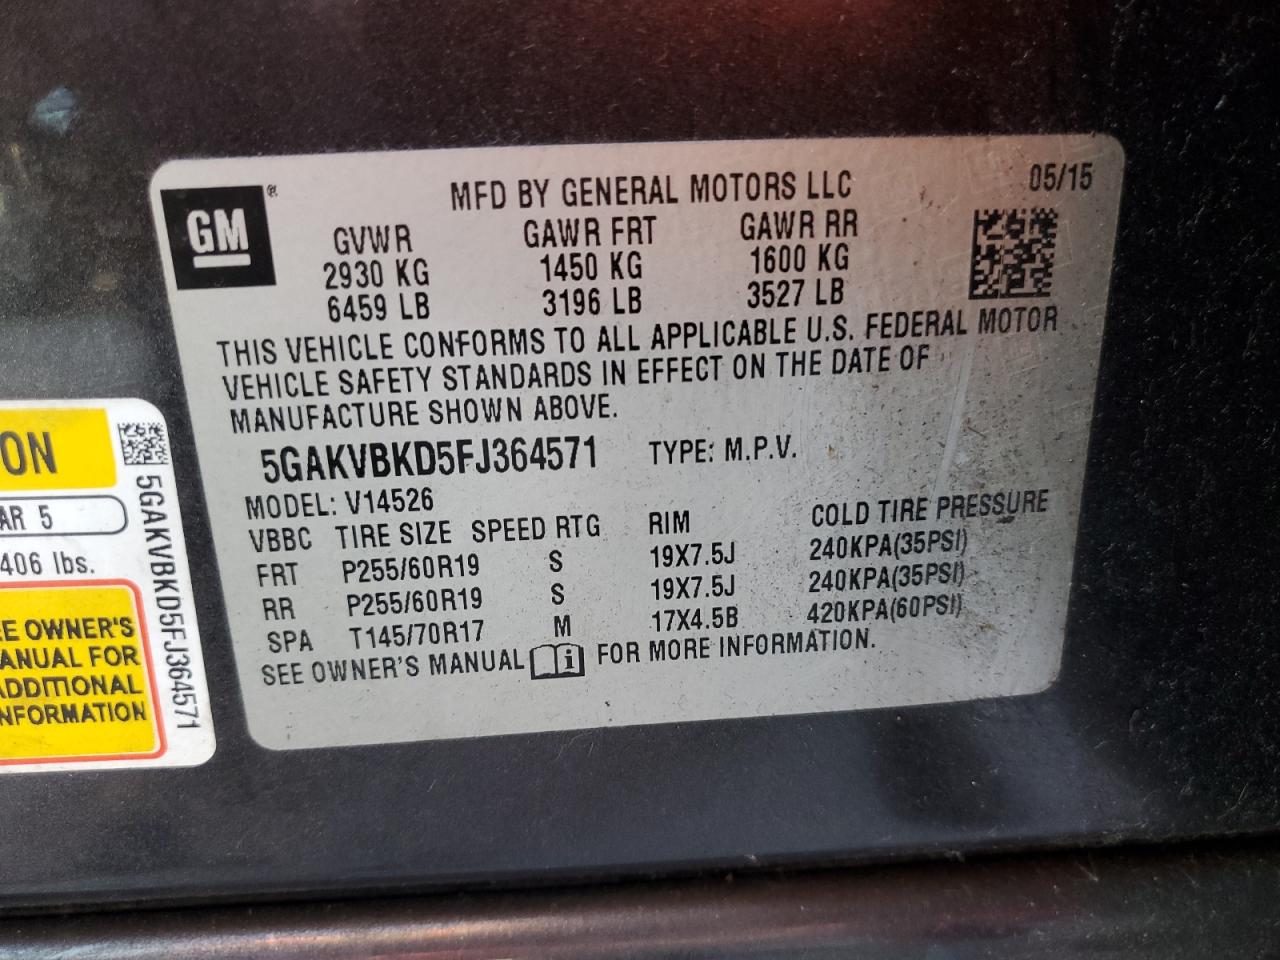 GM ®
MFD BY GENERAL MOTORS LLC
05/15
GVWR GAWR FRT GAWR RR
2930 KG 1450 KG 1600 KG
6459 LB 3196 LB 3527 LB
THIS VEHICLE CONFORMS TO ALL APPLICABLE U.S. FEDERAL MOTOR
VEHICLE SAFETY STANDARDS IN EFFECT ON THE DATE OF
MANUFACTURE SHOWN ABOVE.
5GAKVBKD5FJ364571 TYPE: M.P.V.
MODEL: V14526
VBBC TIRE SIZE SPEED RTG RIM COLD TIRE PRESSURE
FRT P255/60R19 S 19X7.5J 240KPA(35PSI)
RR P255/60R19 S 19X7.5J 240KPA(35PSI)
SPA T145/70R17 M 17X4.5B 420KPA(60PSI)
SEE OWNER'S MANUAL i FOR MORE INFORMATION.
ON
AR 5
406 lbs.
EE OWNER'S
ANUAL FOR
ADDITIONAL
NFORMATION
5GAKVBKD5FJ364571